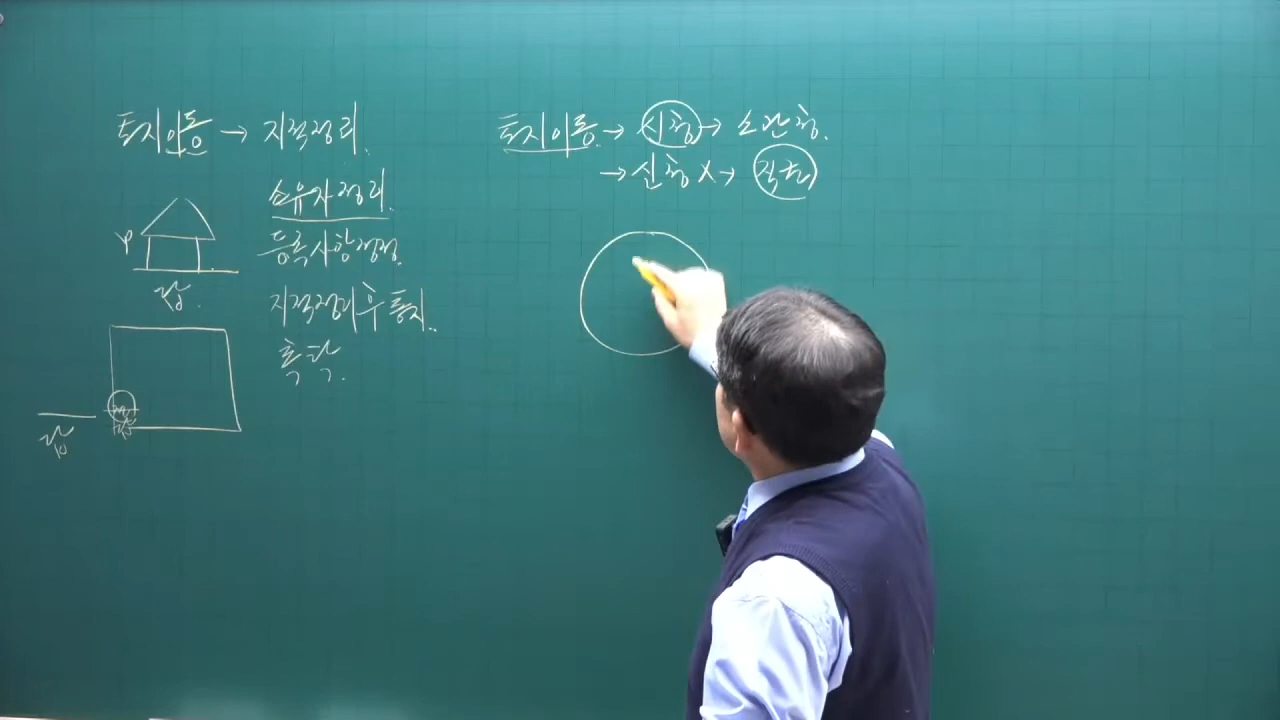 토지이동 → 지적정리.
소유자정리.
등록사항정정.
지적정리후통지..
촉탁.
토지이동. → 신청 → 소관청.
→ 신청 X → 직권